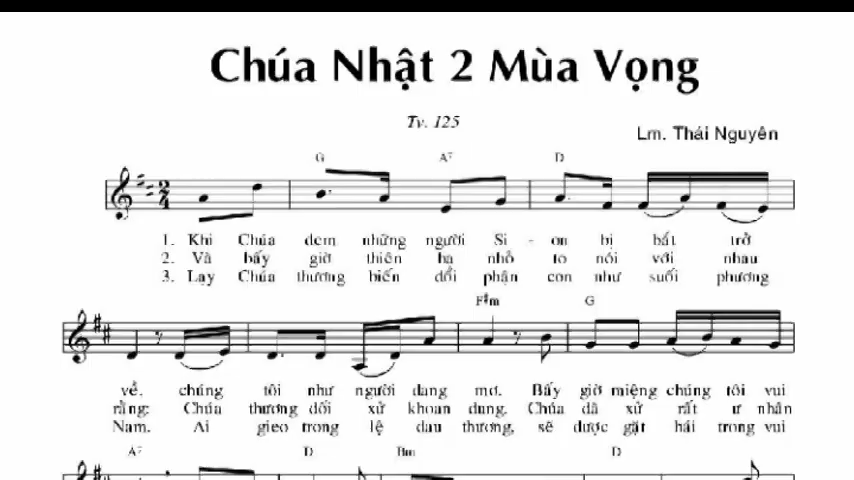 Chúa Nhật 2 Mùa Vọng
Tv. 125
Lm. Thái Nguyên
G A7 D
2 4
1. Khi Chúa đem những người Si - on bị bắt trở
2. Và bấy giờ thiên hạ nhỏ to nói với nhau
3. Lạy Chúa thương biến đổi phận con như suối phương
F#m G
về, chúng tôi như người đang mơ. Bấy giờ miệng chúng tôi vui
rằng: Chúa thương đối xử khoan dung. Chúa đã xử rất ư nhân
Nam. Ai gieo trong lệ đau thương, sẽ được gặt hái trong vui
A7 D Bm D